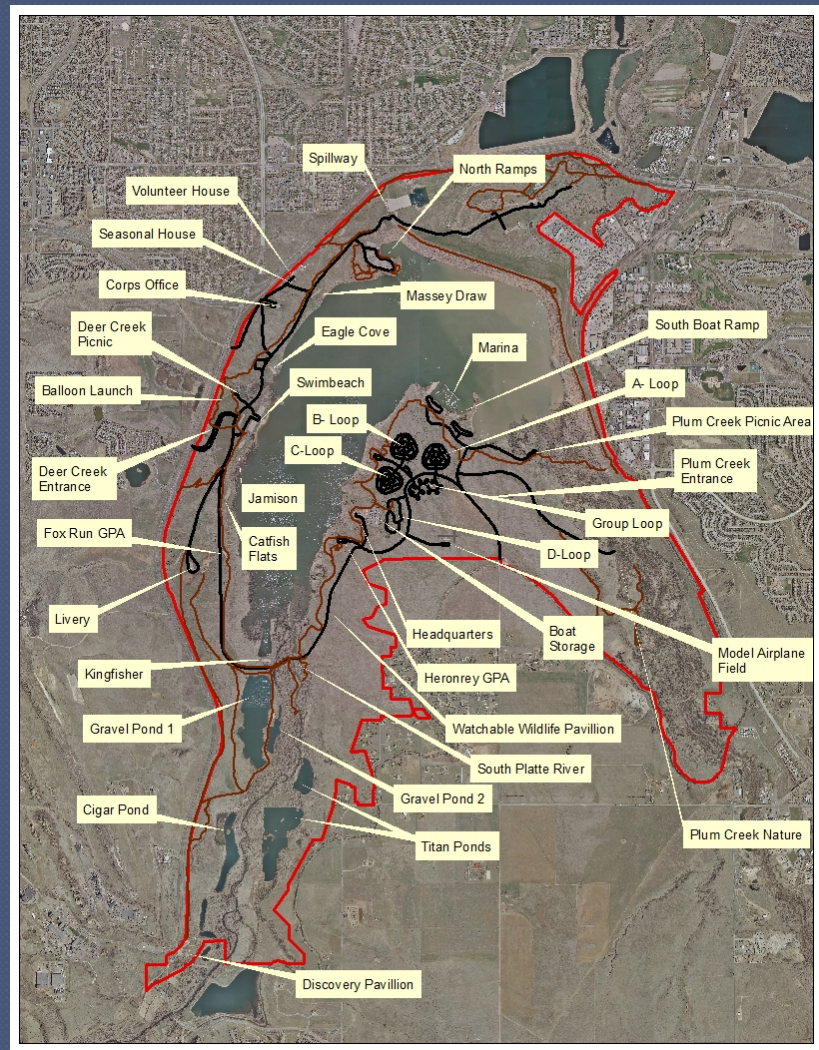 Spillway
North Ramps
Volunteer House
Seasonal House
Corps Office
Massey Draw
Deer Creek
Picnic
Eagle Cove
Marina
South Boat Ramp
Balloon Launch
Swimbeach
A- Loop
B- Loop
Plum Creek Picnic Area
C-Loop
Deer Creek
Entrance
Plum Creek
Entrance
Jamison
Group Loop
Fox Run GPA
Catfish
Flats
D-Loop
Livery
Headquarters
Boat
Storage
Model Airplane
Field
Kingfisher
Heronrey GPA
Gravel Pond 1
Watchable Wildlife Pavillion
South Platte River
Cigar Pond
Gravel Pond 2
Titan Ponds
Plum Creek Nature
Discovery Pavillion